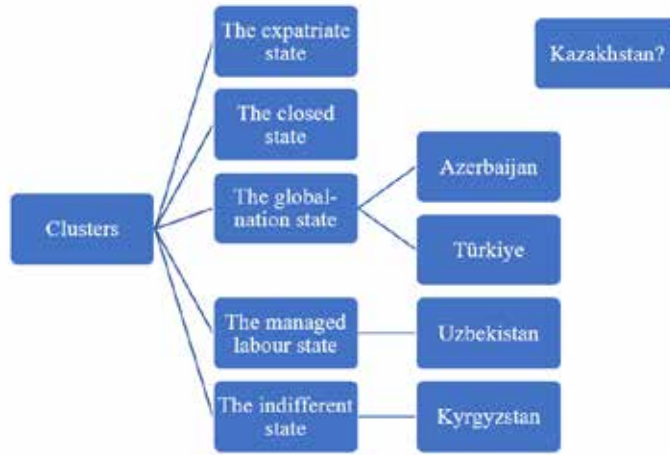 The expatriate
state
Kazakhstan?
The closed
state
Azerbaijan
The global-
nation state
Clusters
Türkiye
The managed
labour state
Uzbekistan
The indifferent
state
Kyrgyzstan